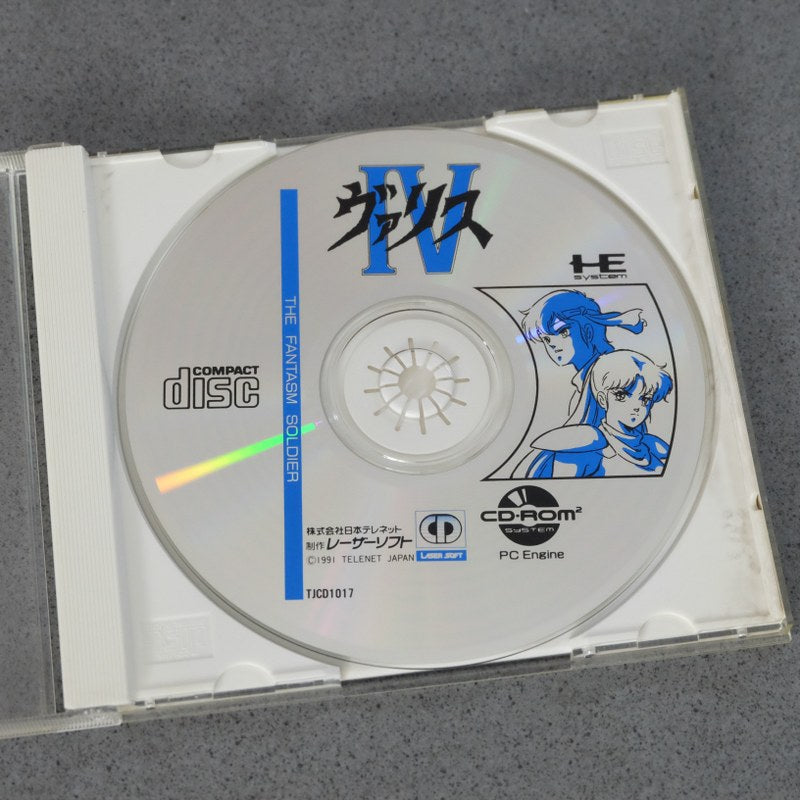 IV
ヴァリス
HE
system
THE FANTASM SOLDIER
COMPACT
disc
株式会社日本テレネット
制作 レーザーソフト
©1991 TELENET JAPAN
LASER SOFT
CD-ROM²
SYSTEM
PC Engine
TJCD1017